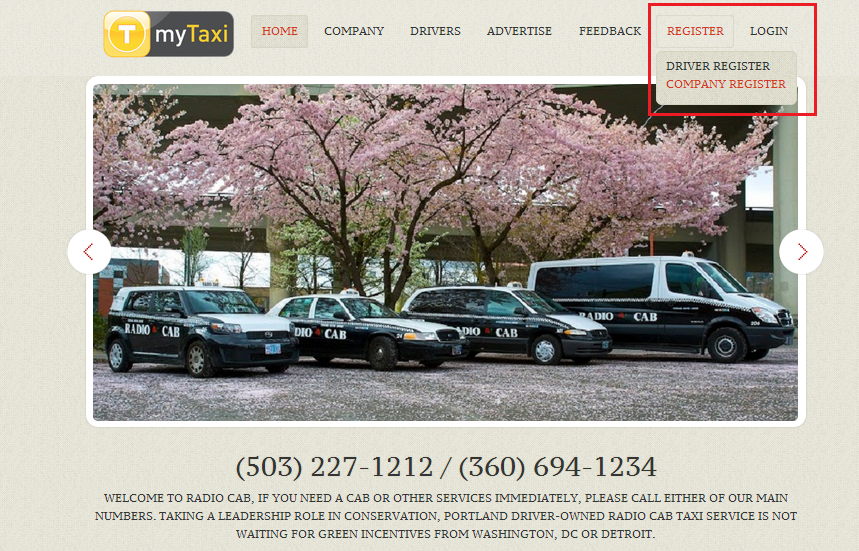 T myTaxi
HOME COMPANY DRIVERS ADVERTISE FEEDBACK REGISTER LOGIN
DRIVER REGISTER
COMPANY REGISTER
RADIO CAB
RADIO CAB
RADIO CAB
RADIO CAB
(503) 227-1212 / (360) 694-1234
WELCOME TO RADIO CAB, IF YOU NEED A CAB OR OTHER SERVICES IMMEDIATELY, PLEASE CALL EITHER OF OUR MAIN
NUMBERS. TAKING A LEADERSHIP ROLE IN CONSERVATION, PORTLAND DRIVER-OWNED RADIO CAB TAXI SERVICE IS NOT
WAITING FOR GREEN INCENTIVES FROM WASHINGTON, DC OR DETROIT.